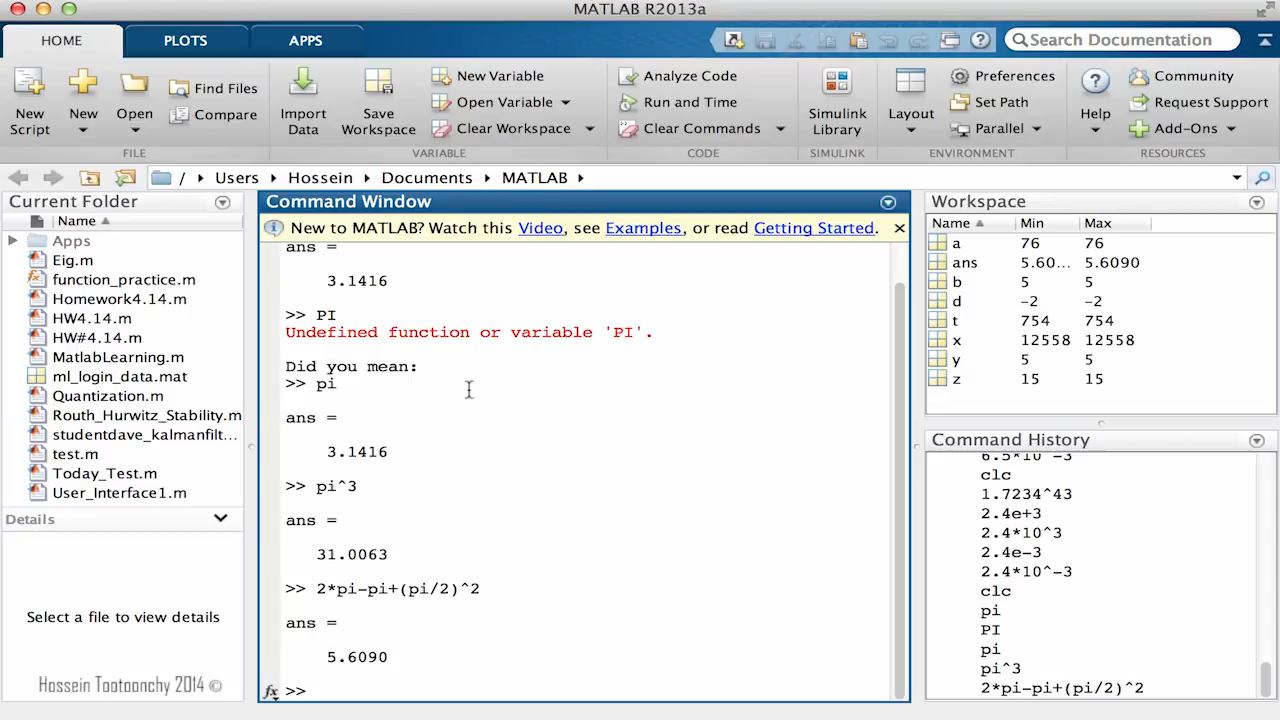 MATLAB R2013a
HOME
PLOTS
APPS
Search Documentation
New Script
New
Open
Find Files
Compare
FILE
Import Data
Save Workspace
New Variable
Open Variable
Clear Workspace
VARIABLE
Analyze Code
Run and Time
Clear Commands
CODE
Simulink Library
SIMULINK
Layout
Preferences
Set Path
Parallel
ENVIRONMENT
Help
Community
Request Support
Add-Ons
RESOURCES
/ Users Hossein Documents MATLAB
Current Folder
Name
Apps
Eig.m
function_practice.m
Homework4.14.m
HW4.14.m
HW#4.14.m
MatlabLearning.m
ml_login_data.mat
Quantization.m
Routh_Hurwitz_Stability.m
studentdave_kalmanfilt...
test.m
Today_Test.m
User_Interface1.m
Details
Select a file to view details
Hossein Tootoonchy 2014 ©
Command Window
New to MATLAB? Watch this Video, see Examples, or read Getting Started.
ans =
3.1416
>> PI
Undefined function or variable 'PI'.
Did you mean:
>> pi
ans =
3.1416
>> pi^3
ans =
31.0063
>> 2*pi-pi+(pi/2)^2
ans =
5.6090
fx >>
Workspace
Name Min Max
a 76 76
ans 5.60... 5.6090
b 5 5
d -2 -2
t 754 754
x 12558 12558
y 5 5
z 15 15
Command History
clc
1.7234^43
2.4e+3
2.4*10^3
2.4e-3
2.4*10^-3
clc
pi
PI
pi
pi^3
2*pi-pi+(pi/2)^2